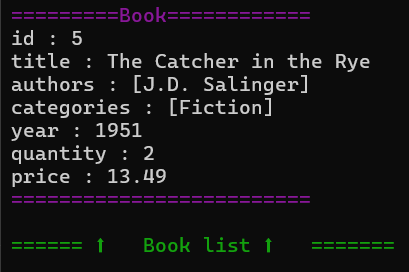 =========Book============
id : 5
title : The Catcher in the Rye
authors : [J.D. Salinger]
categories : [Fiction]
year : 1951
quantity : 2
price : 13.49
=========================
====== ⬆  Book list ⬆  =======